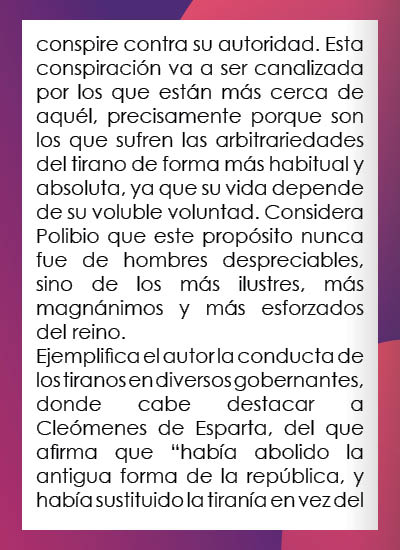 conspire contra su autoridad. Esta
conspiración va a ser canalizada
por los que están más cerca de
aquél, precisamente porque son
los que sufren las arbitrariedades
del tirano de forma más habitual y
absoluta, ya que su vida depende
de su voluble voluntad. Considera
Polibio que este propósito nunca
fue de hombres despreciables,
sino de los más ilustres, más
magnánimos y más esforzados
del reino.
Ejemplifica el autor la conducta de
los tiranos en diversos gobernantes,
donde cabe destacar a
Cleómenes de Esparta, del que
afirma que “había abolido la
antigua forma de la república, y
había sustituido la tiranía en vez del